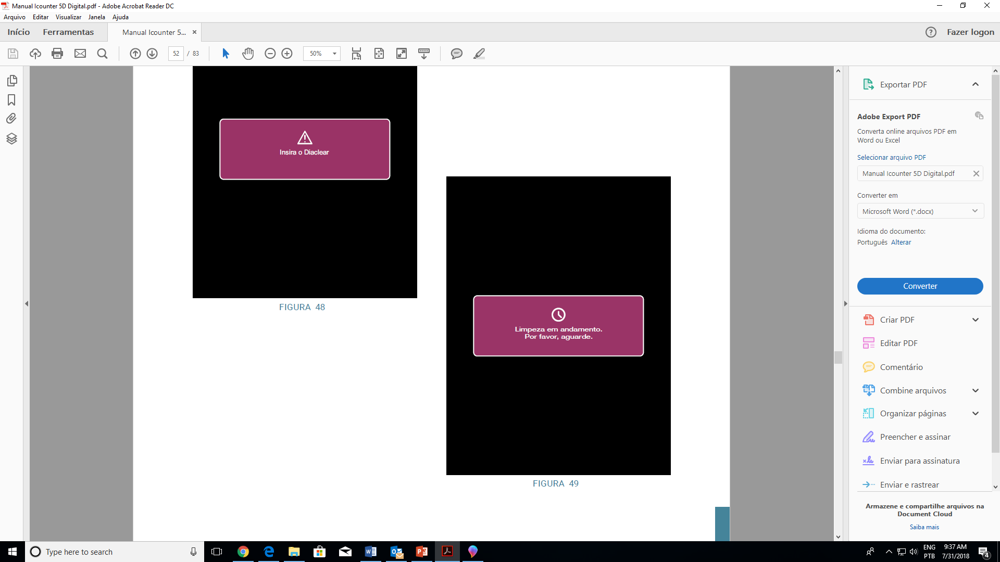 Manual Icounter 5D Digital.pdf - Adobe Acrobat Reader DC
Arquivo Editar Visualizar Janela Ajuda
Início Ferramentas Manual Icounter 5... × Fazer logon
52 / 83 50%
Insira o Diaclear
FIGURA 48
Limpeza em andamento.
Por favor, aguarde.
FIGURA 49
Exportar PDF
Adobe Export PDF
Converta online arquivos PDF em
Word ou Excel
Selecionar arquivo PDF
Manual Icounter 5D Digital.pdf
Converter em
Microsoft Word (*.docx)
Idioma do documento:
Português Alterar
Converter
Criar PDF
Editar PDF
Comentário
Combine arquivos
Organizar páginas
Preencher e assinar
Enviar para assinatura
Enviar e rastrear
Armazene e compartilhe arquivos na
Document Cloud
Saiba mais
Type here to search
ENG
PTB
9:37 AM
7/31/2018
4